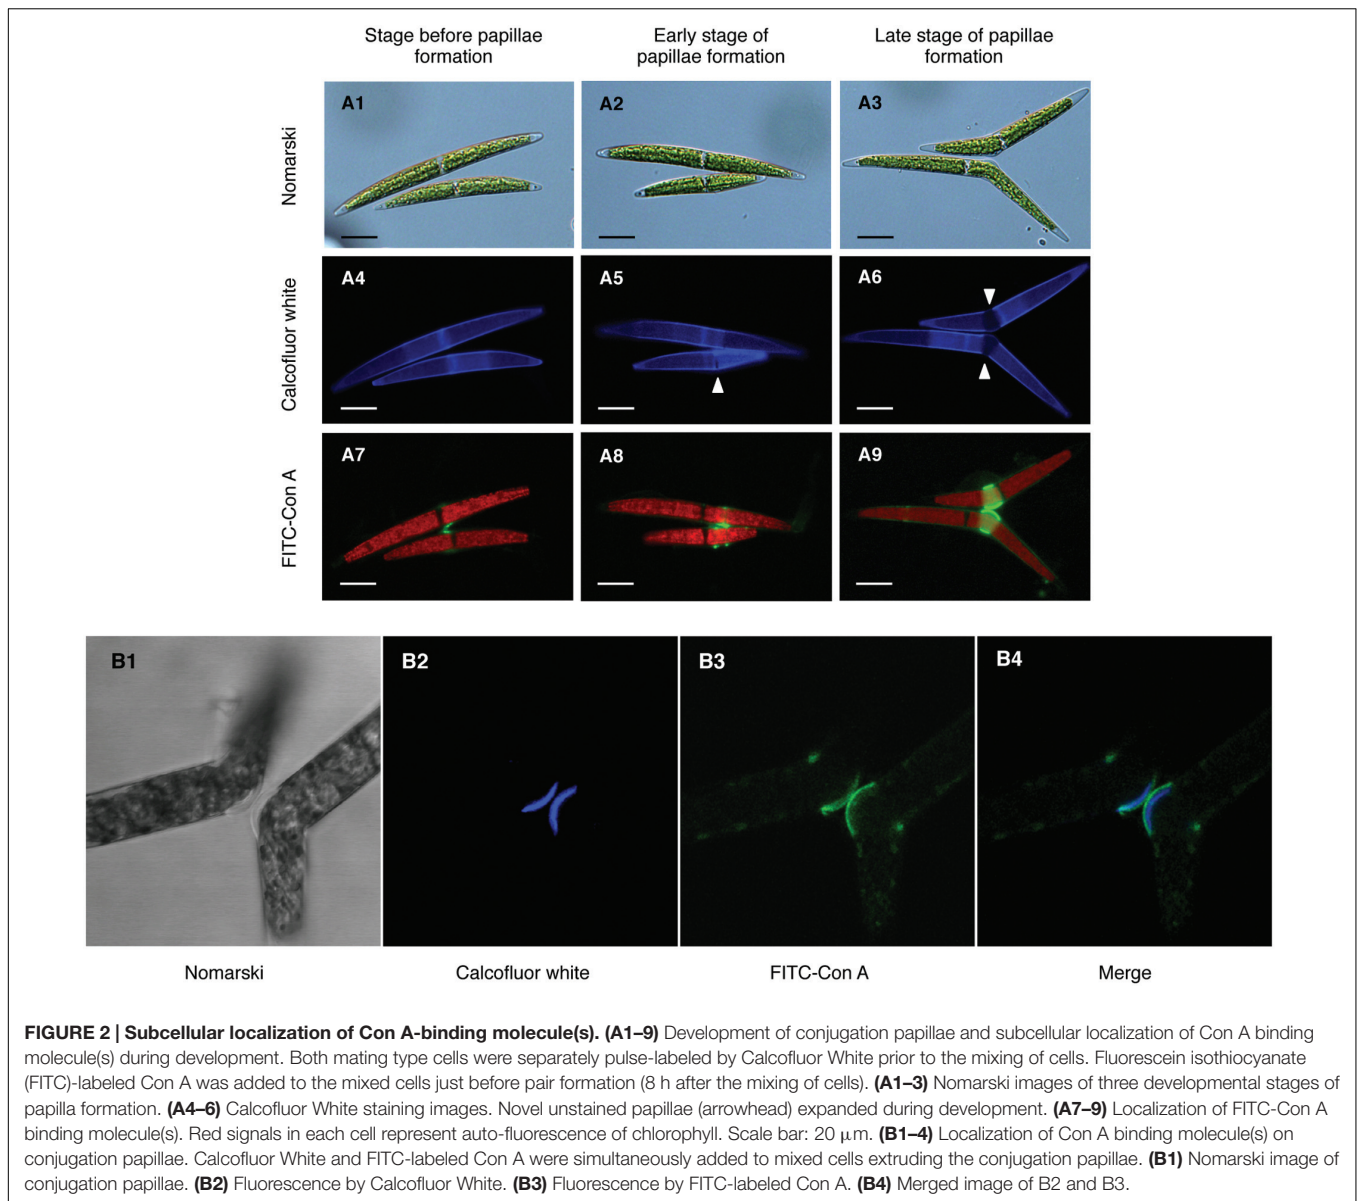 Stage before papillae
formation
Early stage of
papillae formation
Late stage of papillae
formation
Nomarski
A1
A2
A3
Calcofluor white
A4
A5
A6
FITC-Con A
A7
A8
A9
B1
B2
B3
B4
Nomarski
Calcofluor white
FITC-Con A
Merge
FIGURE 2 | Subcellular localization of Con A-binding molecule(s). (A1–9) Development of conjugation papillae and subcellular localization of Con A binding
molecule(s) during development. Both mating type cells were separately pulse-labeled by Calcofluor White prior to the mixing of cells. Fluorescein isothiocyanate
(FITC)-labeled Con A was added to the mixed cells just before pair formation (8 h after the mixing of cells). (A1–3) Nomarski images of three developmental stages of
papilla formation. (A4–6) Calcofluor White staining images. Novel unstained papillae (arrowhead) expanded during development. (A7–9) Localization of FITC-Con A
binding molecule(s). Red signals in each cell represent auto-fluorescence of chlorophyll. Scale bar: 20 μm. (B1–4) Localization of Con A binding molecule(s) on
conjugation papillae. Calcofluor White and FITC-labeled Con A were simultaneously added to mixed cells extruding the conjugation papillae. (B1) Nomarski image of
conjugation papillae. (B2) Fluorescence by Calcofluor White. (B3) Fluorescence by FITC-labeled Con A. (B4) Merged image of B2 and B3.